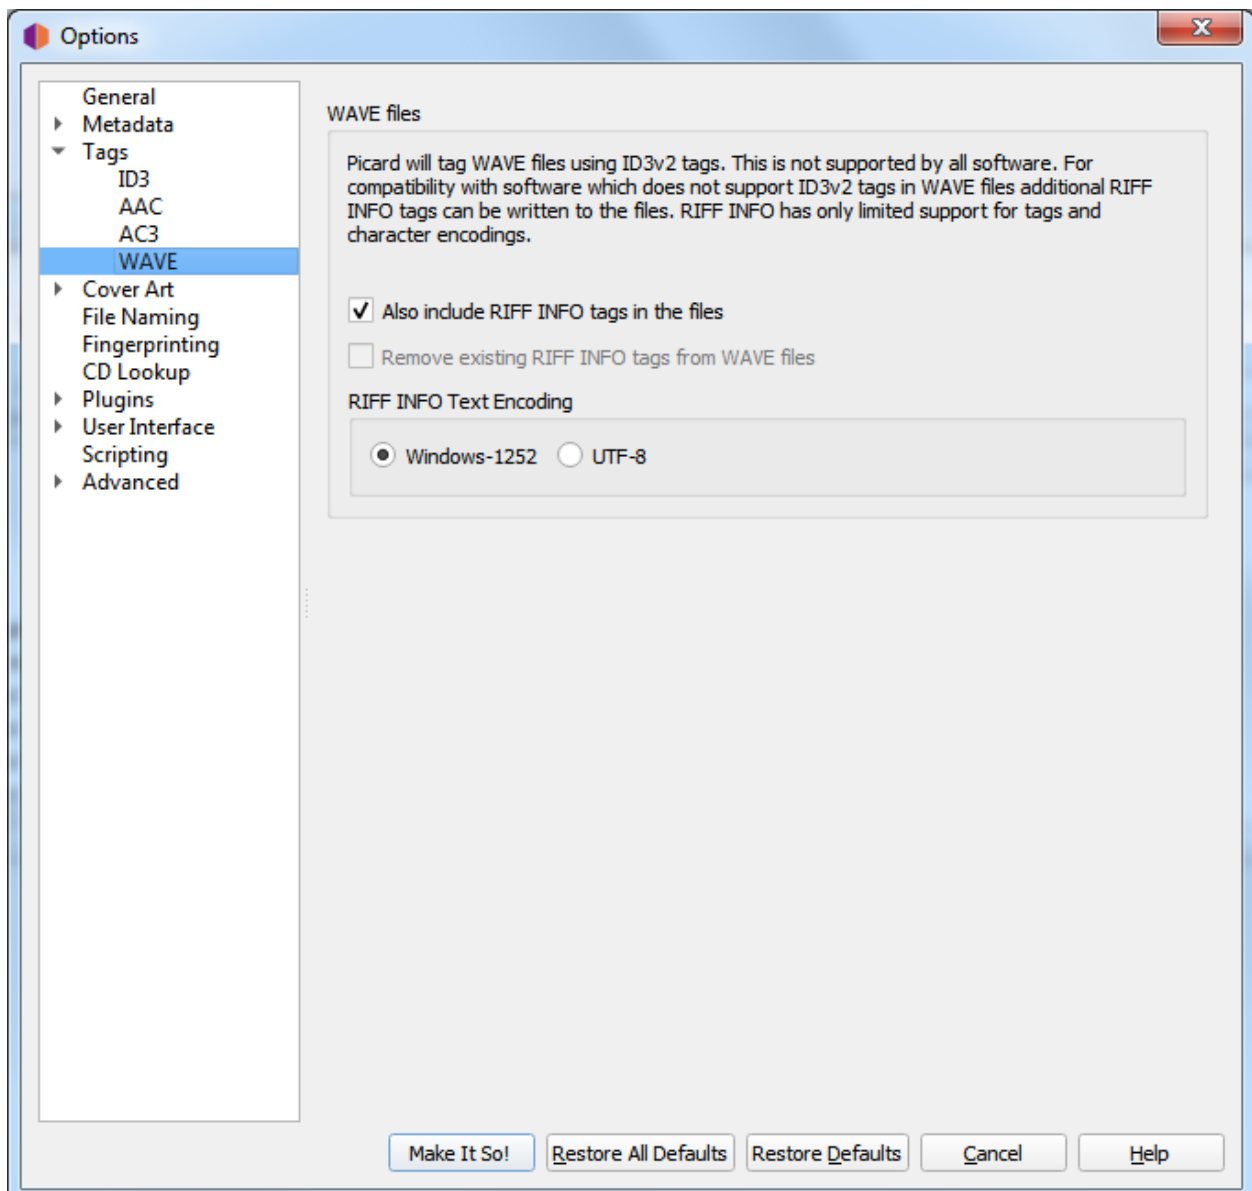 Options
X
General
Metadata
Tags
ID3
AAC
AC3
WAVE
Cover Art
File Naming
Fingerprinting
CD Lookup
Plugins
User Interface
Scripting
Advanced
WAVE files
Picard will tag WAVE files using ID3v2 tags. This is not supported by all software. For
compatibility with software which does not support ID3v2 tags in WAVE files additional RIFF
INFO tags can be written to the files. RIFF INFO has only limited support for tags and
character encodings.
Also include RIFF INFO tags in the files
Remove existing RIFF INFO tags from WAVE files
RIFF INFO Text Encoding
Windows-1252 UTF-8
Make It So! Restore All Defaults Restore Defaults Cancel Help